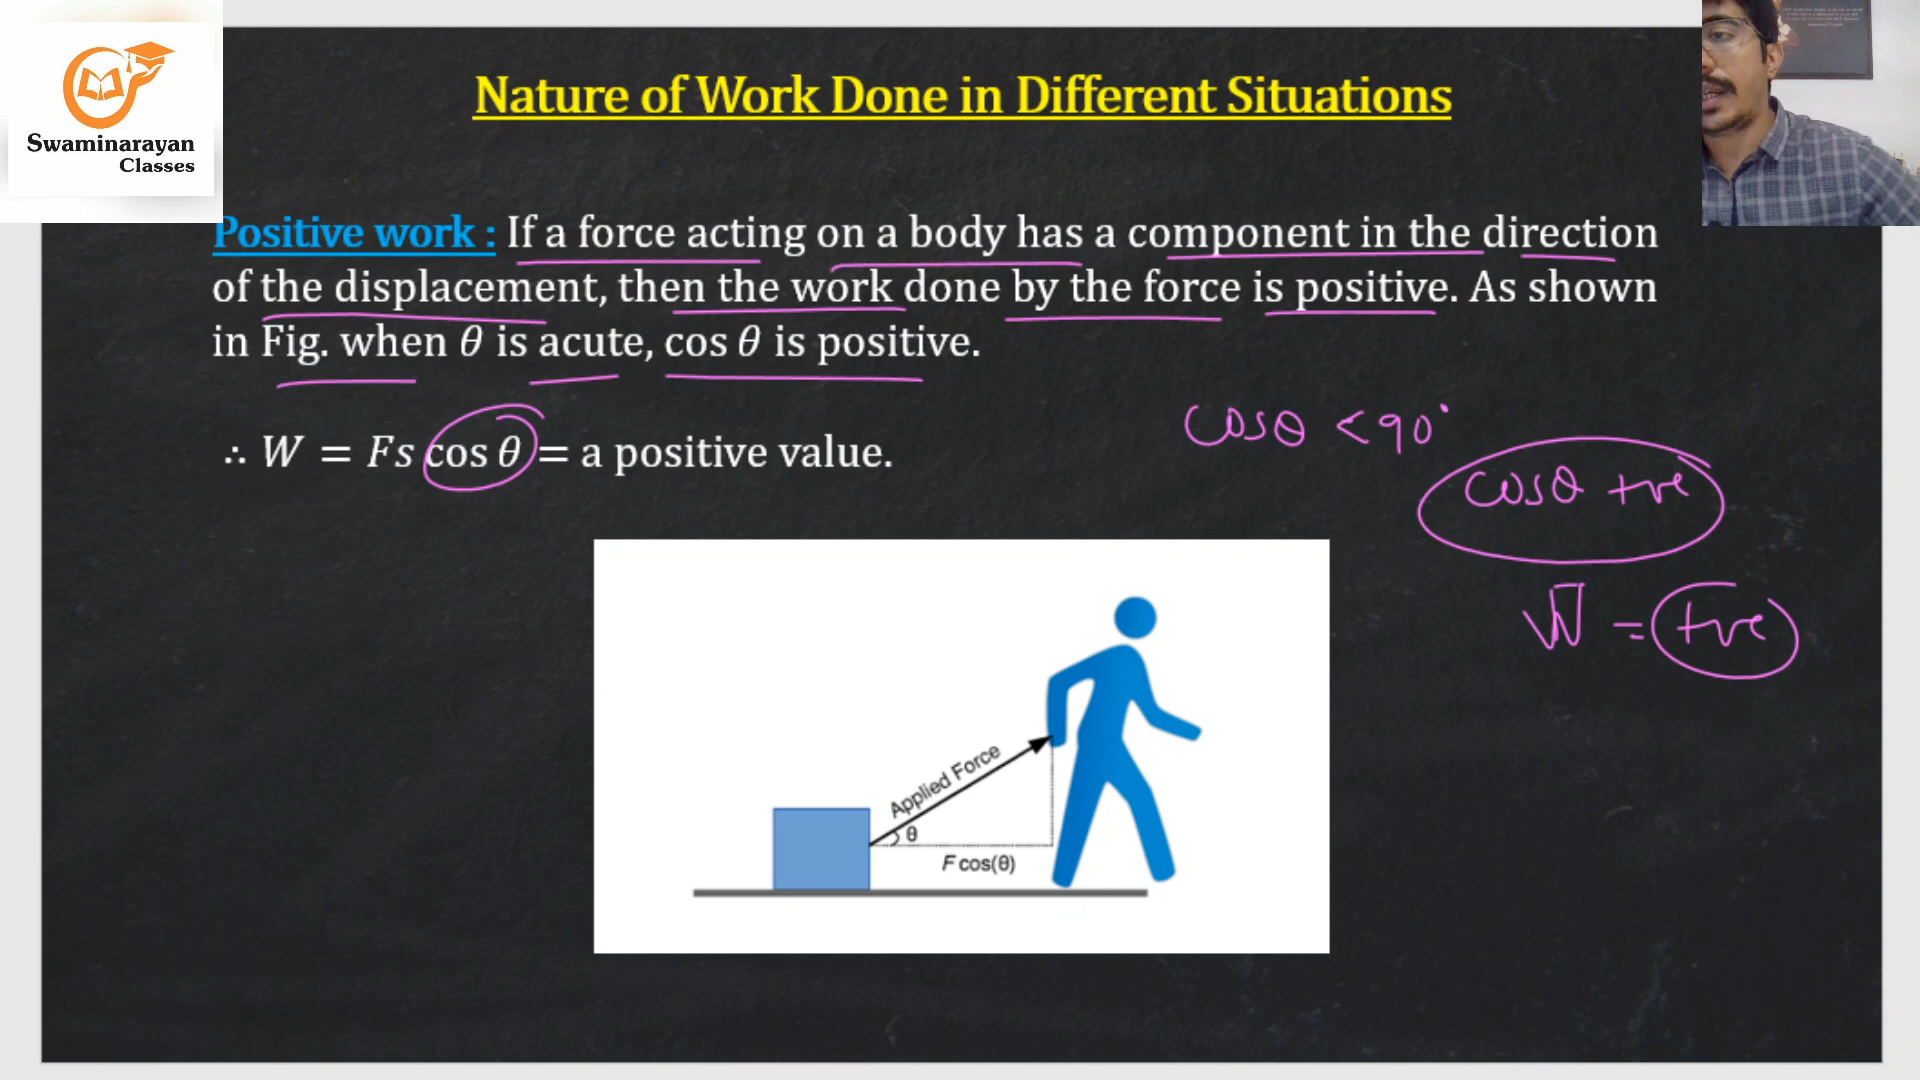 Swaminarayan
Classes
Nature of Work Done in Different Situations
Positive work : If a force acting on a body has a component in the direction
of the displacement, then the work done by the force is positive. As shown
in Fig. when θ is acute, cos θ is positive.
∴ W = Fs cos θ = a positive value.
cosθ < 90°
cosθ +ve
W = +ve
Applied Force
θ
F cos(θ)